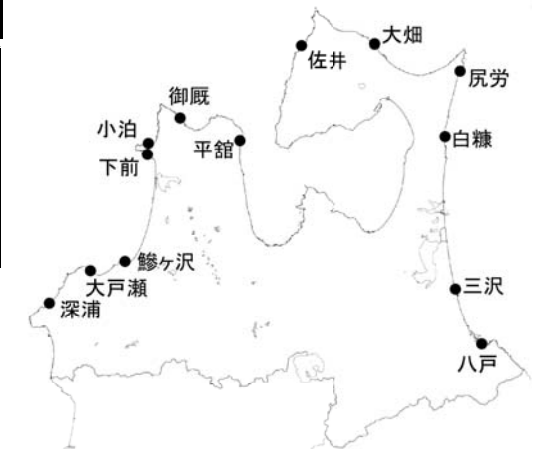 大畑
佐井
尻労
御厩
小泊
平舘
白糠
下前
鰺ヶ沢
大戸瀬
三沢
深浦
八戸